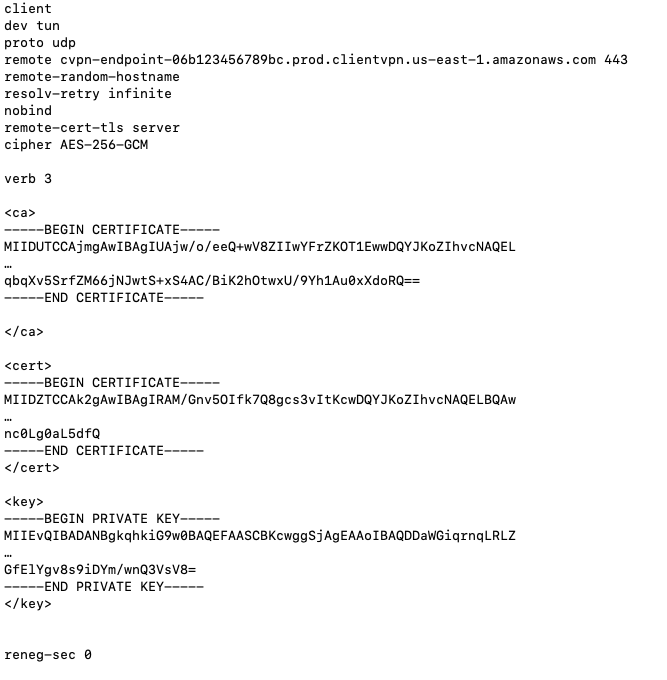 client
dev tun
proto udp
remote cvpn-endpoint-06b123456789bc.prod.clientvpn.us-east-1.amazonaws.com 443
remote-random-hostname
resolv-retry infinite
nobind
remote-cert-tls server
cipher AES-256-GCM
verb 3
<ca>
-----BEGIN CERTIFICATE-----
MIIDUTCCAjmgAwIBAgIUAjw/o/eeQ+wV8ZIIwYFrZKOT1EwwDQYJKoZIhvcNAQEL
…
qbqXv5SrfZM66jNJwtS+xS4AC/BiK2hOtwxU/9Yh1Au0xXdoRQ==
-----END CERTIFICATE-----
</ca>
<cert>
-----BEGIN CERTIFICATE-----
MIIDZTCCAk2gAwIBAgIRAM/Gnv5OIfk7Q8gcs3vItKcwDQYJKoZIhvcNAQELBQAw
…
nc0Lg0aL5dfQ
-----END CERTIFICATE-----
</cert>
<key>
-----BEGIN PRIVATE KEY-----
MIIEvQIBADANBgkqhkiG9w0BAQEFAASCBKcwggSjAgEAAoIBAQDDaWGiqrnqLRLZ
…
GfElYgv8s9iDYm/wnQ3VsV8=
-----END PRIVATE KEY-----
</key>
reneg-sec 0